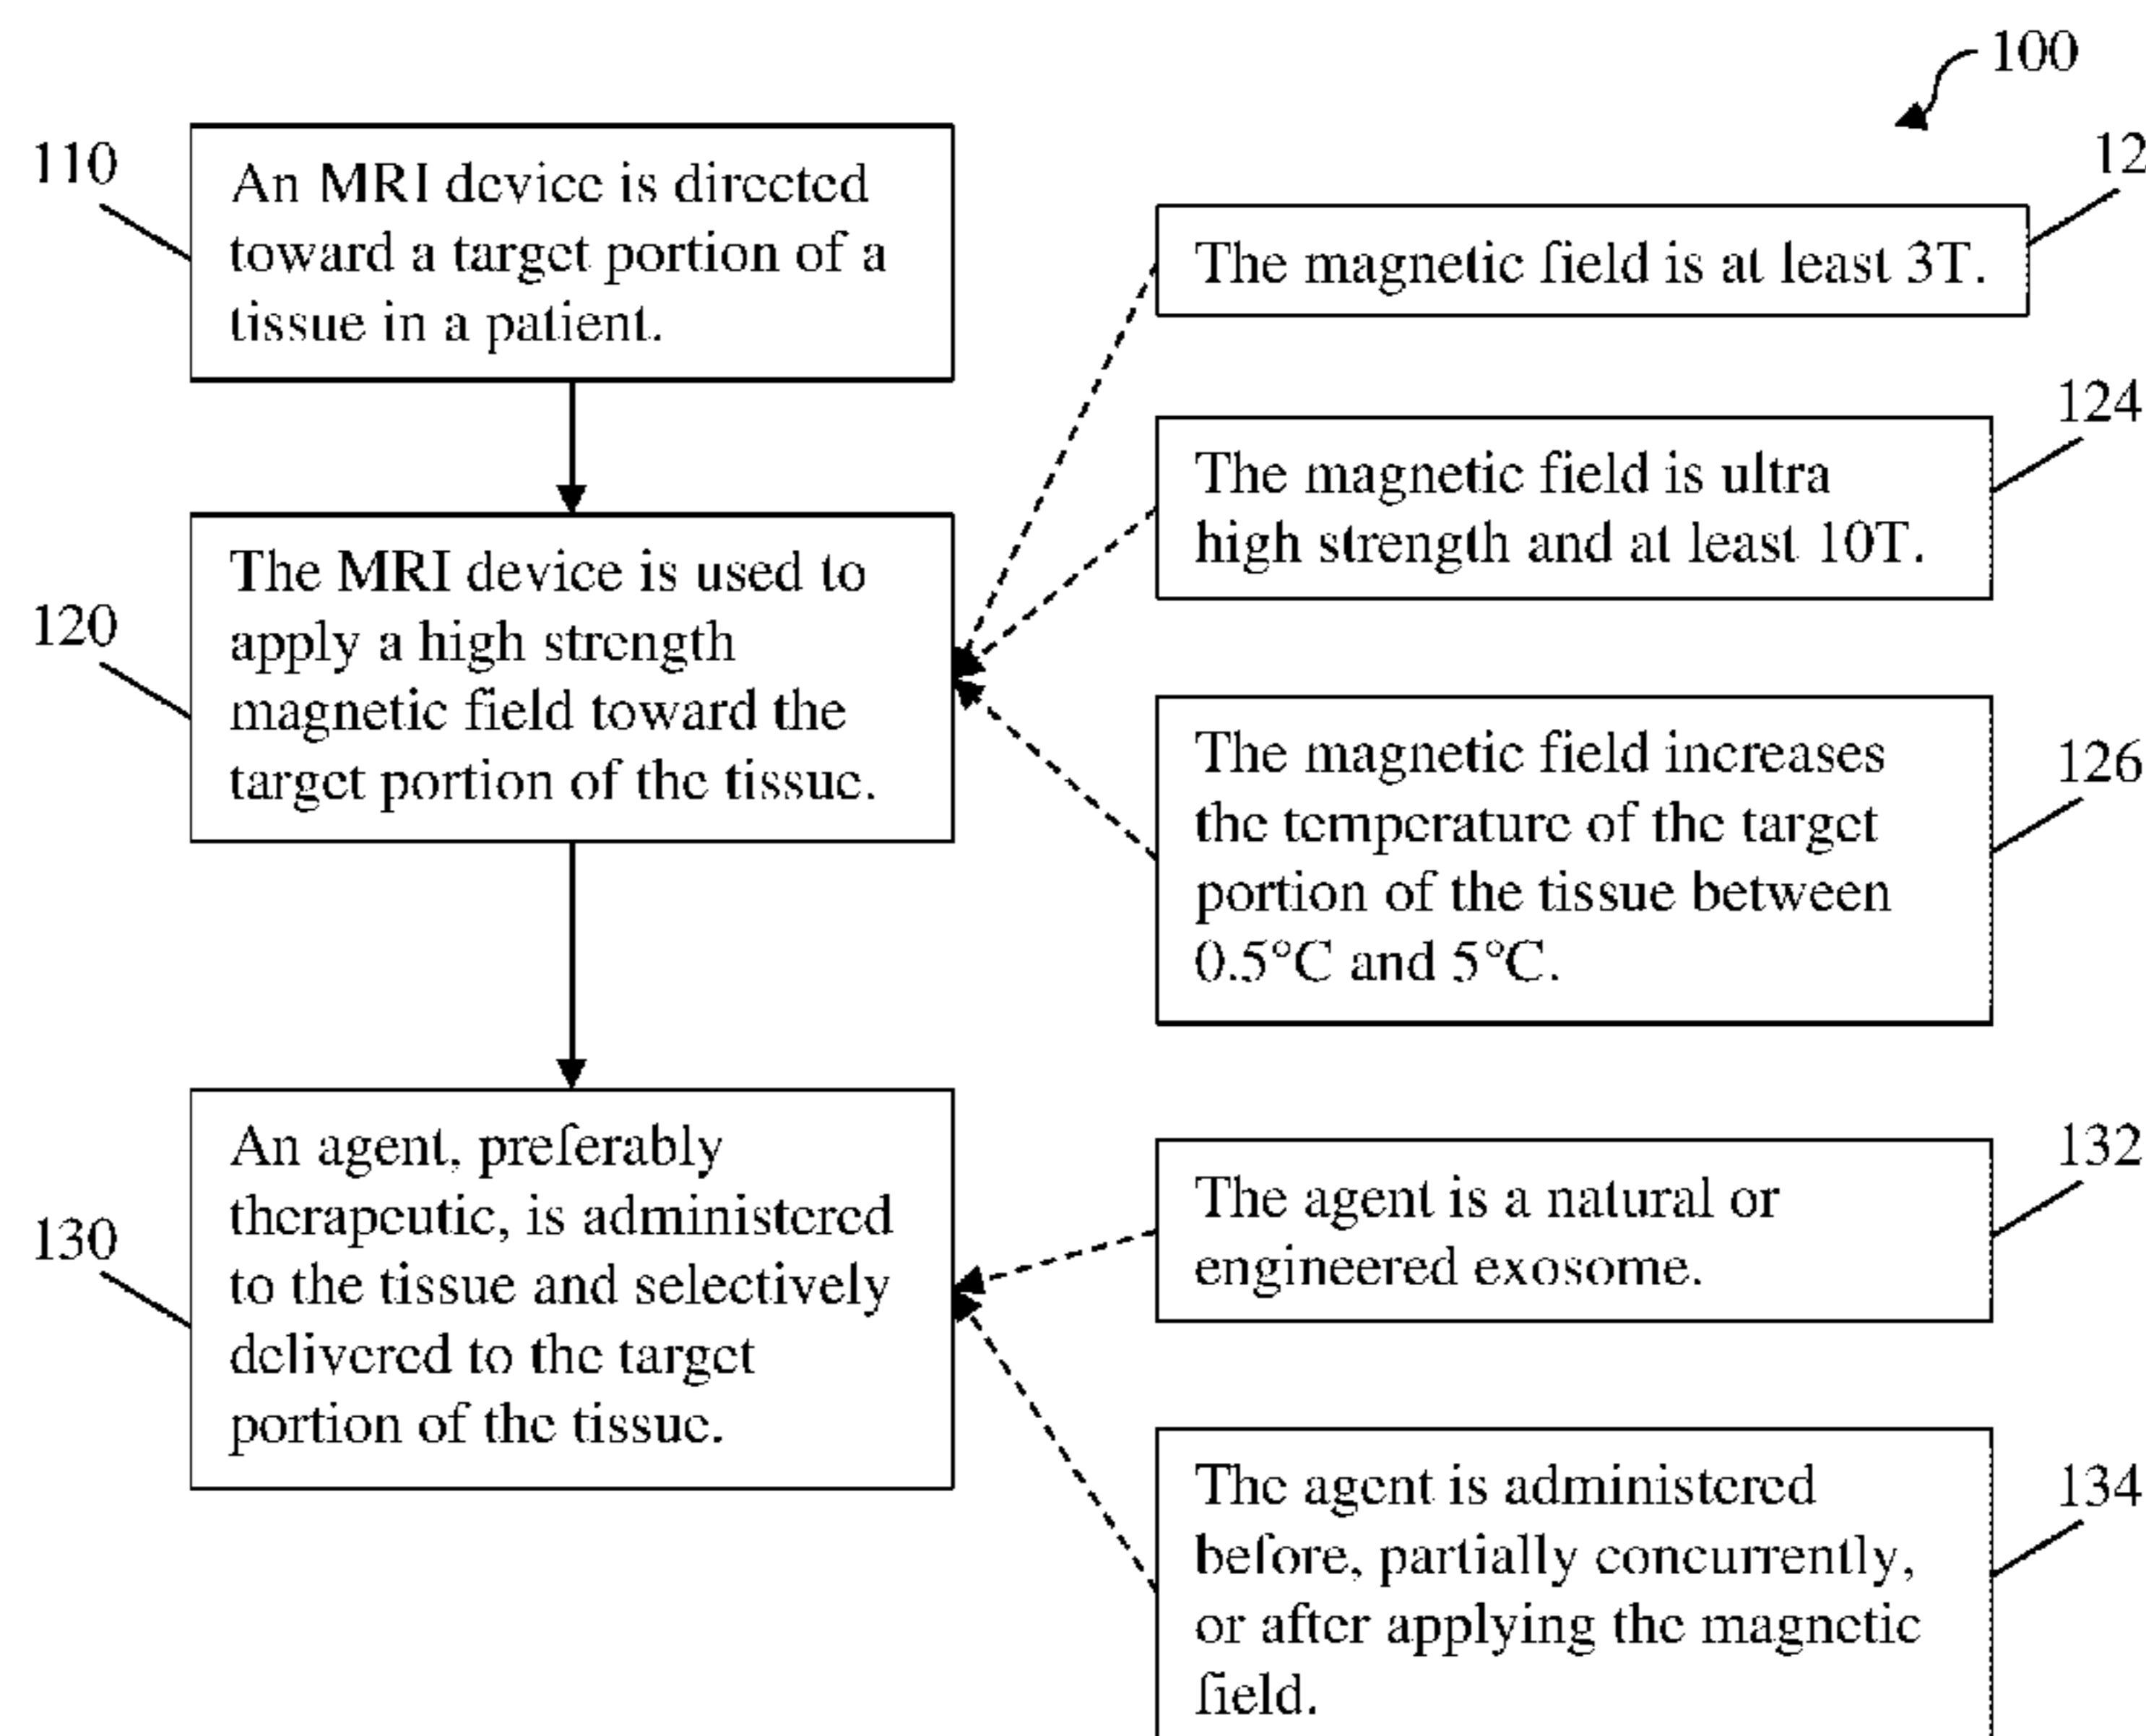 100
110
An MRI device is directed
toward a target portion of a
tissue in a patient.
12
The magnetic field is at least 3T.
124
The magnetic field is ultra
high strength and at least 10T.
120
The MRI device is used to
apply a high strength
magnetic field toward the
target portion of the tissue.
126
The magnetic field increases
the temperature of the target
portion of the tissue between
0.5°C and 5°C.
130
An agent, preferably
therapeutic, is administered
to the tissue and selectively
delivered to the target
portion of the tissue.
132
The agent is a natural or
engineered exosome.
134
The agent is administered
before, partially concurrently,
or after applying the magnetic
field.